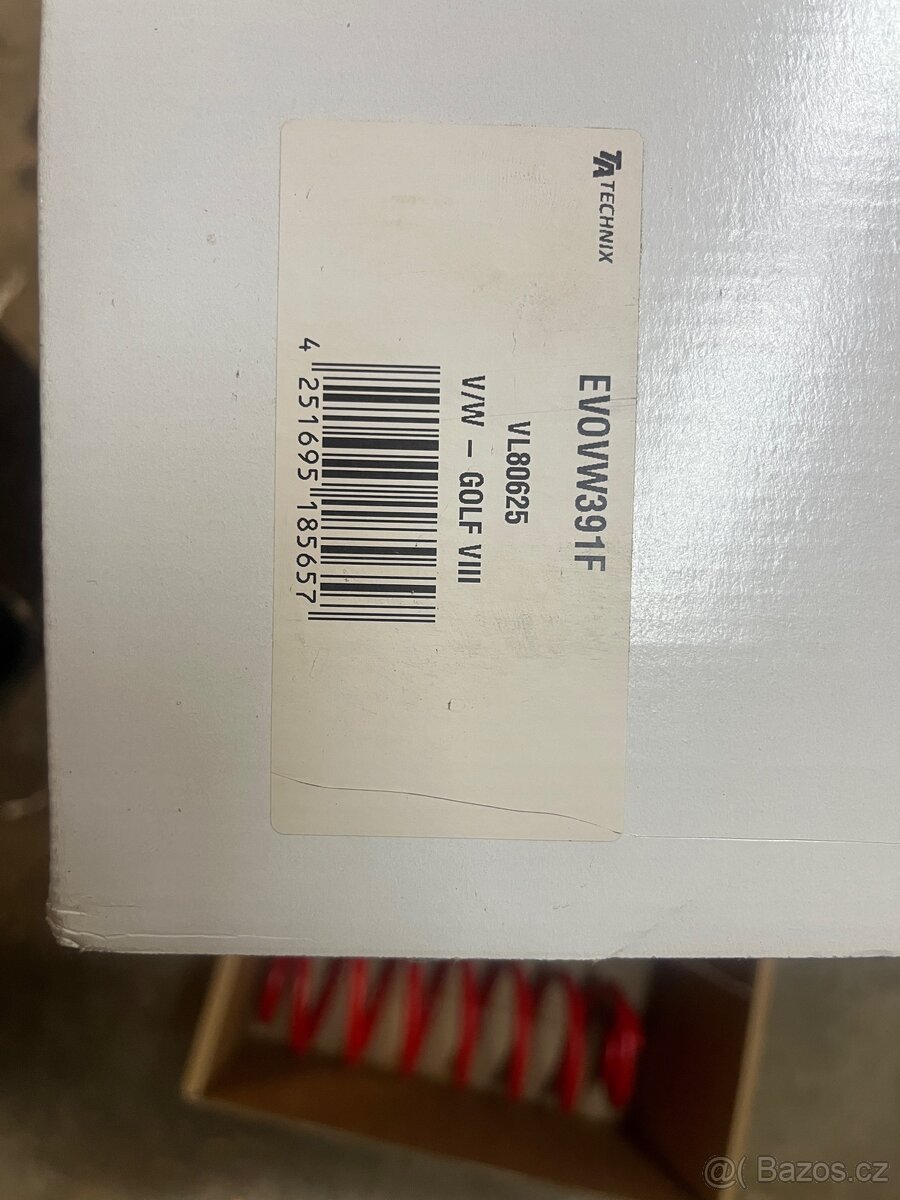 TA TECHNIX
EVOVW391F
VL80625
V/W – GOLF VIII
4 251695 185657
@( Bazos.cz